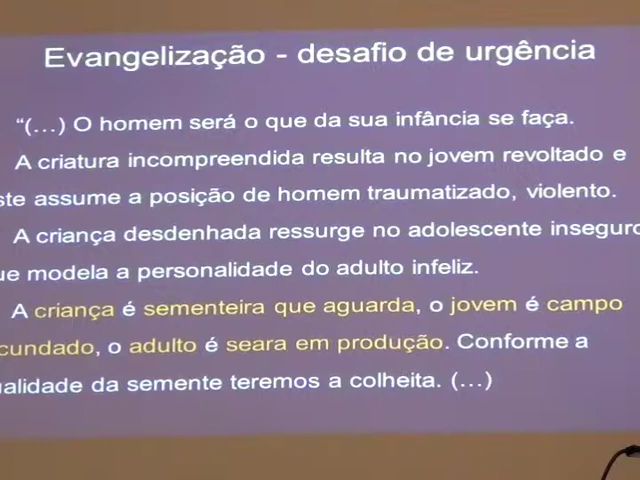 Evangelização - desafio de urgência
“(...) O homem será o que da sua infância se faça.
A criatura incompreendida resulta no jovem revoltado e
ste assume a posição de homem traumatizado, violento.
A criança desdenhada ressurge no adolescente inseguro
ue modela a personalidade do adulto infeliz.
A criança é sementeira que aguarda, o jovem é campo
cundado, o adulto é seara em produção. Conforme a
ualidade da semente teremos a colheita. (...)